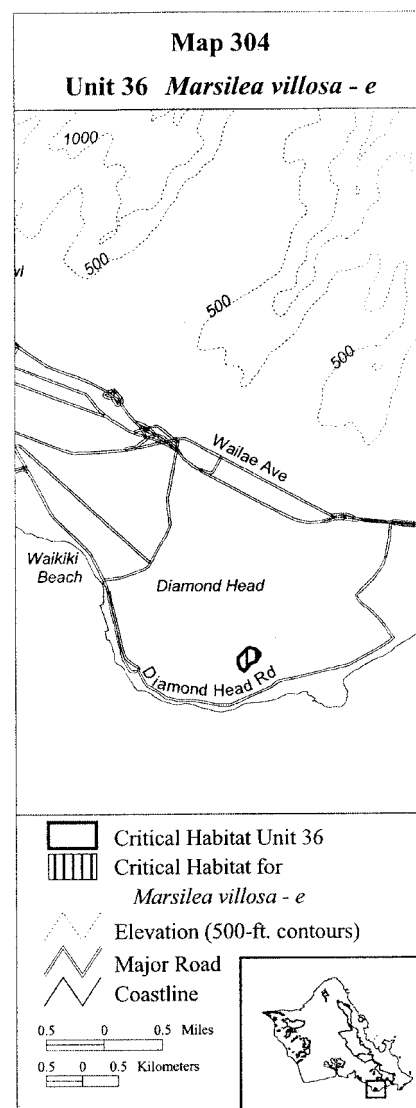 Map 304
Unit 36 Marsilea villosa - e
1000
500
500
500
Wailae Ave
Waikiki
Beach
Diamond Head
Diamond Head Rd
Critical Habitat Unit 36
Critical Habitat for
Marsilea villosa - e
Elevation (500-ft. contours)
Major Road
Coastline
0.5 0 0.5 Miles
0.5 0 0.5 Kilometers